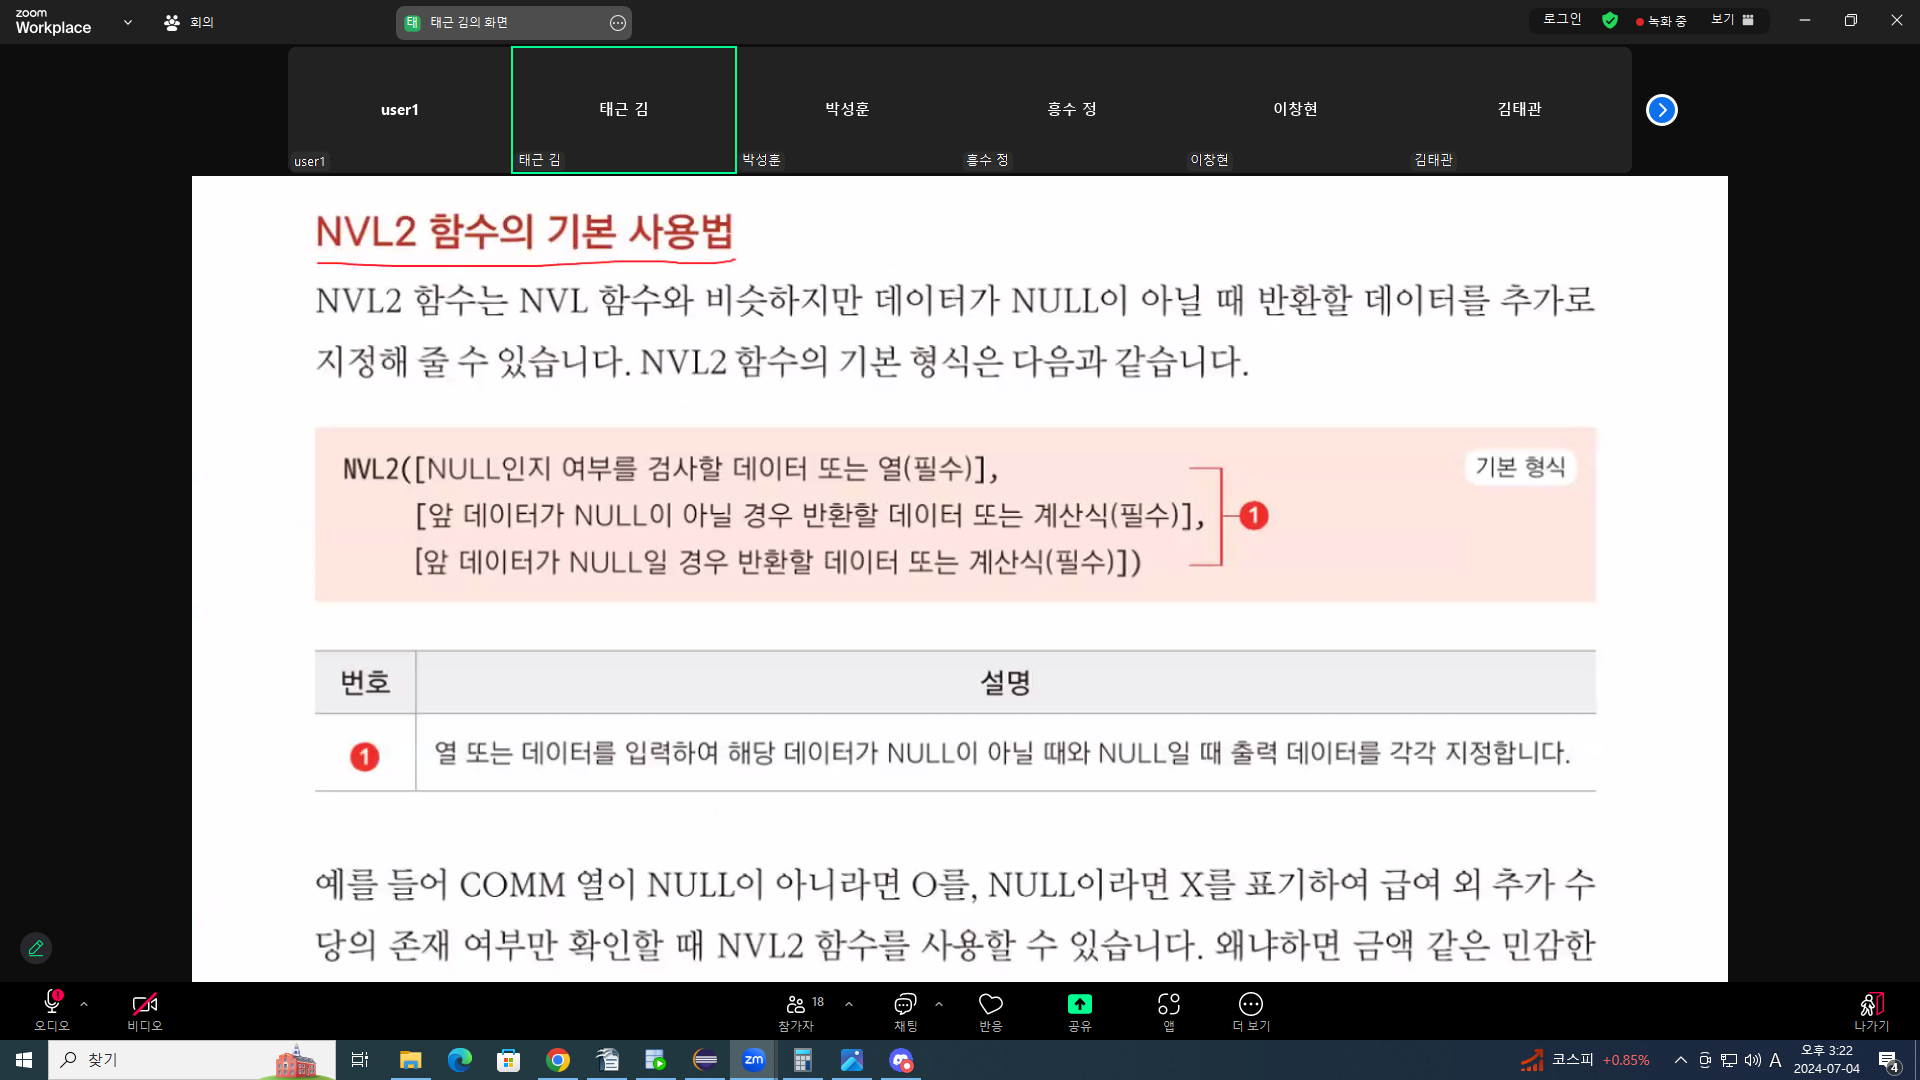 zoom
Workplace
회의
태
태근 김의 화면
로그인
녹화 중
보기
user1
태근 김
박성훈
흥수 정
이창현
김태관
user1
태근 김
박성훈
흥수 정
이창현
김태관
NVL2 함수의 기본 사용법
NVL2 함수는 NVL 함수와 비슷하지만 데이터가 NULL이 아닐 때 반환할 데이터를 추가로
지정해 줄 수 있습니다. NVL2 함수의 기본 형식은 다음과 같습니다.
기본 형식
NVL2([NULL인지 여부를 검사할 데이터 또는 열(필수)],
[앞 데이터가 NULL이 아닐 경우 반환할 데이터 또는 계산식(필수)],
1
[앞 데이터가 NULL일 경우 반환할 데이터 또는 계산식(필수)])
번호
설명
1
열 또는 데이터를 입력하여 해당 데이터가 NULL이 아닐 때와 NULL일 때 출력 데이터를 각각 지정합니다.
예를 들어 COMM 열이 NULL이 아니라면 O를, NULL이라면 X를 표기하여 급여 외 추가 수
당의 존재 여부만 확인할 때 NVL2 함수를 사용할 수 있습니다. 왜냐하면 금액 같은 민감한
오디오
비디오
참가자
18
채팅
반응
공유
앱
더 보기
나가기
찾기
zm
코스피 +0.85%
A
오후 3:22
2024-07-04
4